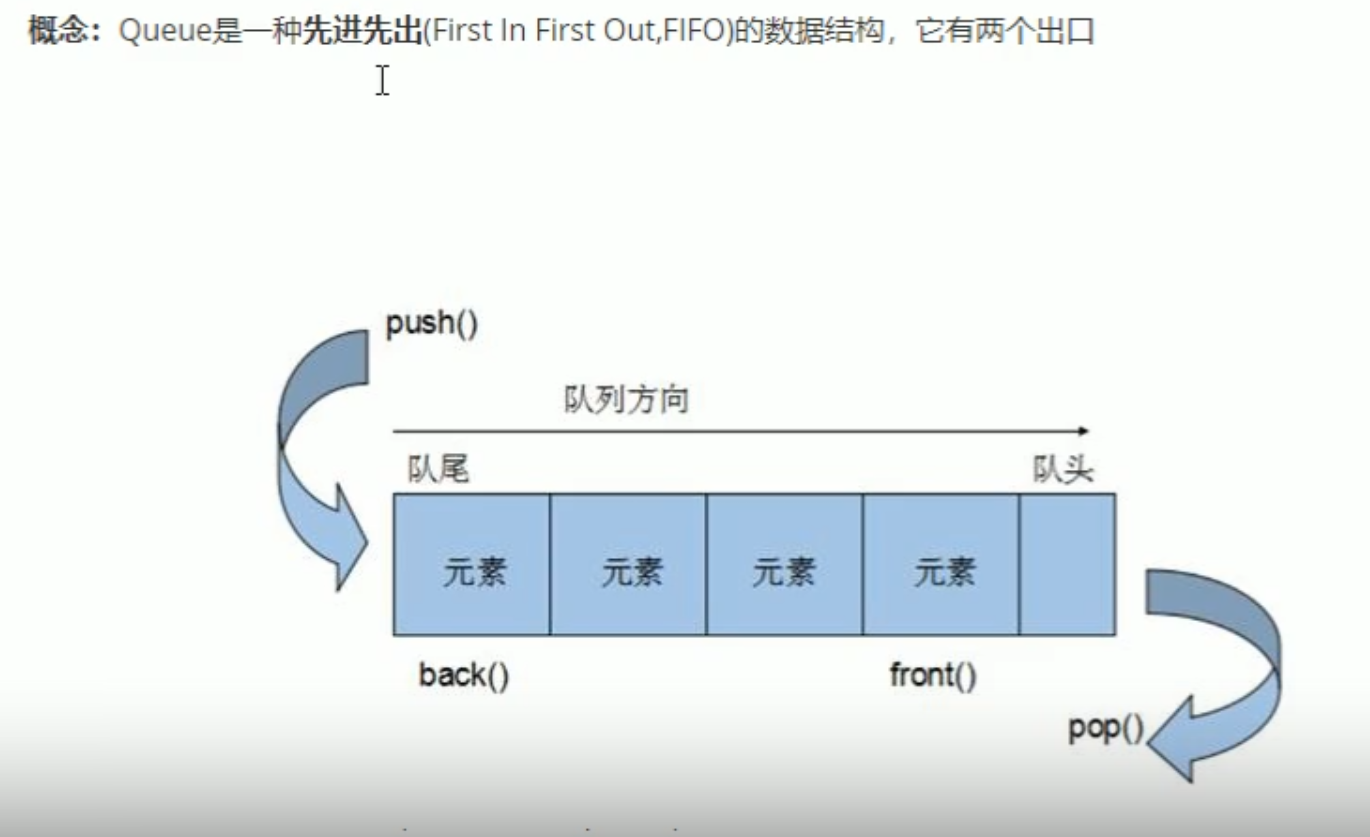 概念：Queue是一种先进先出(First In First Out,FIFO)的数据结构，它有两个出口
push()
队列方向
队尾 队头
元素 元素 元素 元素
back() front()
pop()